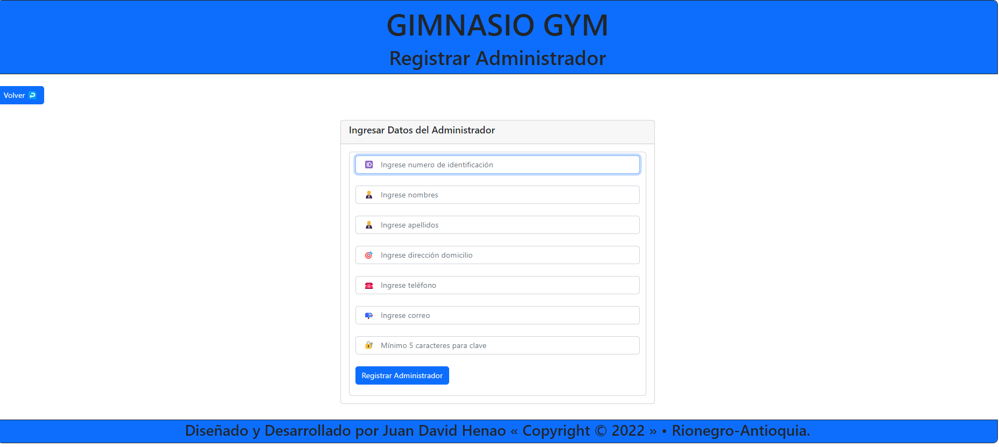 GIMNASIO GYM
Registrar Administrador
Volver
Ingresar Datos del Administrador
ID Ingrese numero de identificación
Ingrese nombres
Ingrese apellidos
Ingrese dirección domicilio
Ingrese teléfono
Ingrese correo
Mínimo 5 caracteres para clave
Registrar Administrador
Diseñado y Desarrollado por Juan David Henao « Copyright © 2022 » • Rionegro-Antioquia.